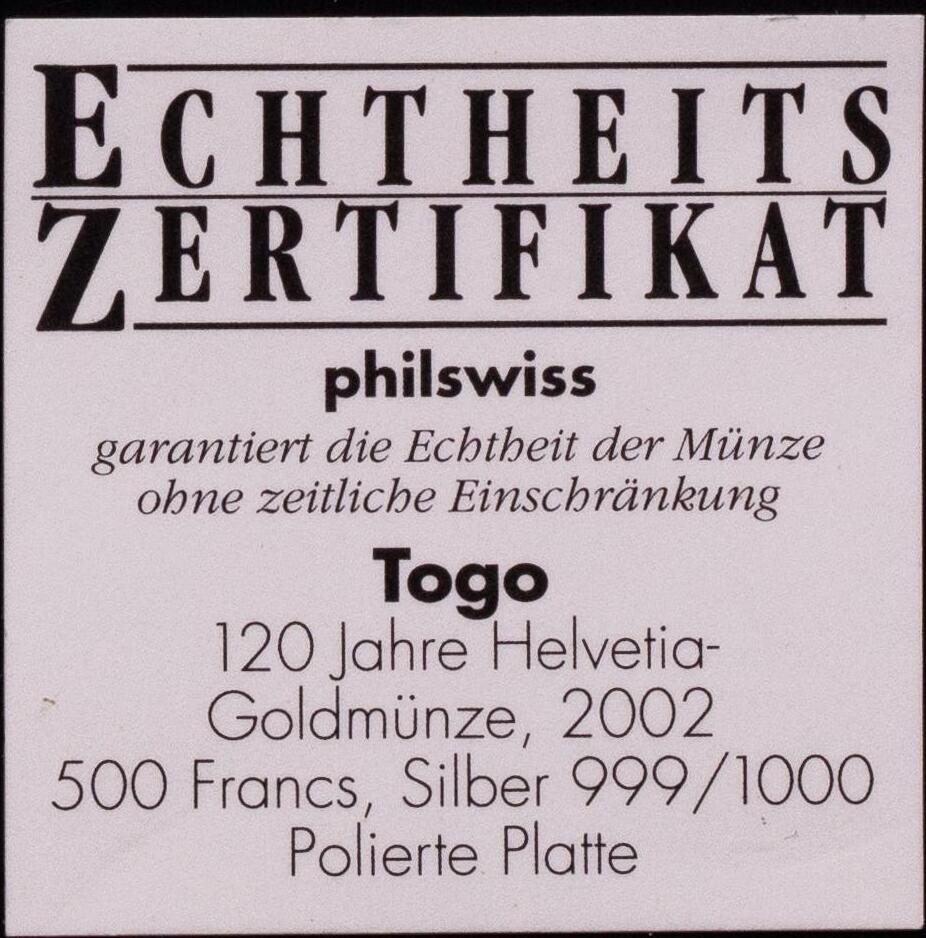 ECHTHEITS
ZERTIFIKAT
philswiss
garantiert die Echtheit der Münze
ohne zeitliche Einschränkung
Togo
120 Jahre Helvetia-
Goldmünze, 2002
500 Francs, Silber 999/1000
Polierte Platte